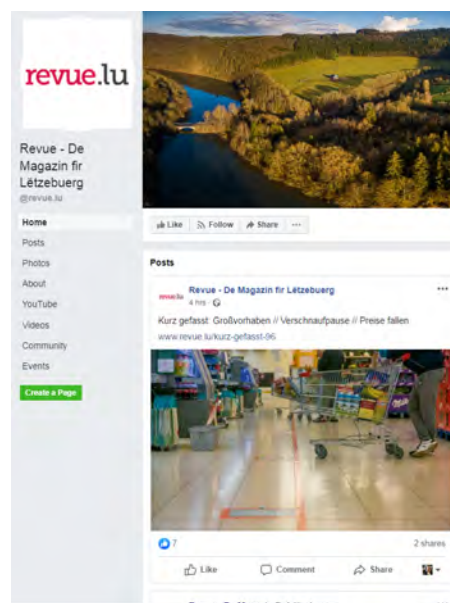 revue.lu
Revue - De
Magazin fir
Lëtzebuerg
@revue.lu
Home
Posts
Photos
About
YouTube
Videos
Community
Events
Create a Page
Like Follow Share ...
Posts
revue.lu Revue - De Magazin fir Lëtzebuerg ...
4 hrs ·
Kurz gefasst: Großvorhaben // Verschnaufpause // Preise fallen
www.revue.lu/kurz-gefasst-96
7 2 shares
Like Comment Share